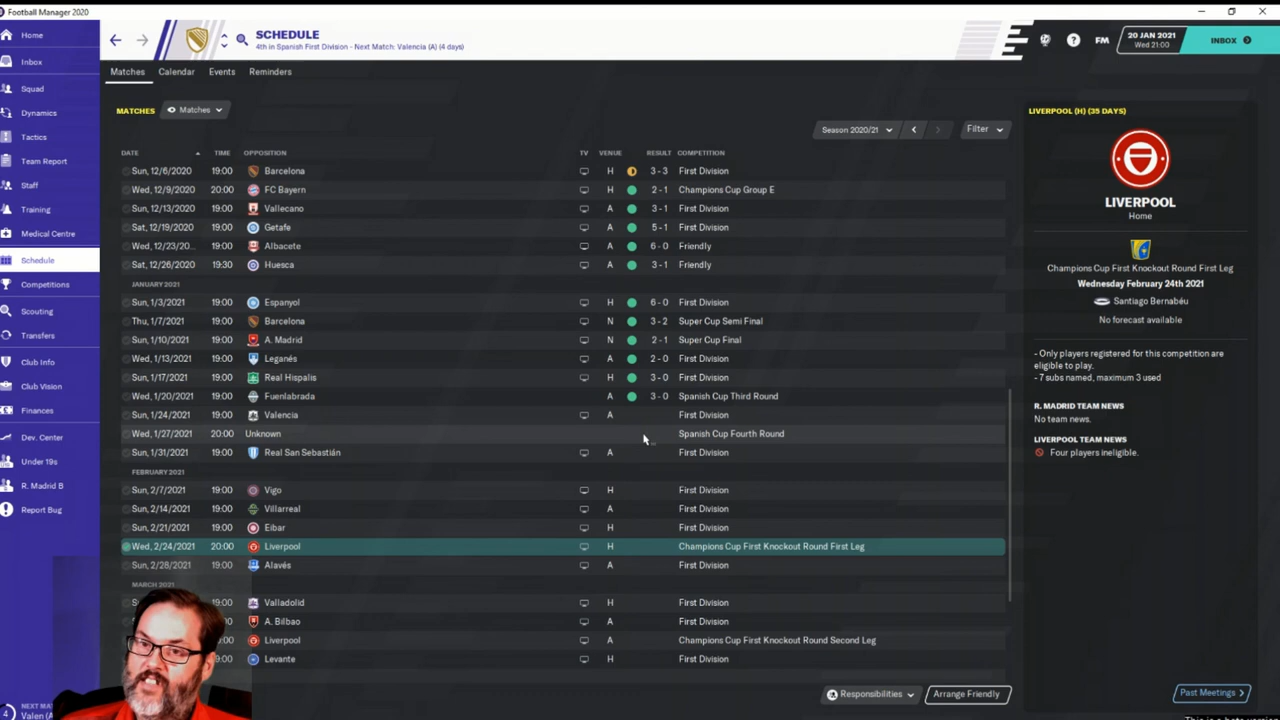 Football Manager 2020
Home
Inbox
Squad
Dynamics
Tactics
Team Report
Staff
Training
Medical Centre
Schedule
Competitions
Scouting
Transfers
Club Info
Club Vision
Finances
Dev. Center
Under 19s
R. Madrid B
Report Bug
4
NEXT MA
Valen (A
SCHEDULE
4th in Spanish First Division - Next Match: Valencia (A) (4 days)
FM
20 JAN 2021
Wed 21:00
INBOX
Matches Calendar Events Reminders
MATCHES Matches
Season 2020/21 Filter
DATE TIME OPPOSITION TV VENUE RESULT COMPETITION
Sun, 12/6/2020 19:00 Barcelona H 3-3 First Division
Wed, 12/9/2020 20:00 FC Bayern H 2-1 Champions Cup Group E
Sun, 12/13/2020 19:00 Vallecano A 3-1 First Division
Sat, 12/19/2020 19:00 Getafe A 5-1 First Division
Wed, 12/23/20... 19:00 Albacete A 6-0 Friendly
Sat, 12/26/2020 19:30 Huesca A 3-1 Friendly
JANUARY 2021
Sun, 1/3/2021 19:00 Espanyol H 6-0 First Division
Thu, 1/7/2021 19:00 Barcelona N 3-2 Super Cup Semi Final
Sun, 1/10/2021 19:00 A. Madrid N 2-1 Super Cup Final
Wed, 1/13/2021 19:00 Leganés A 2-0 First Division
Sun, 1/17/2021 19:00 Real Hispalis H 3-0 First Division
Wed, 1/20/2021 19:00 Fuenlabrada A 3-0 Spanish Cup Third Round
Sun, 1/24/2021 19:00 Valencia A First Division
Wed, 1/27/2021 20:00 Unknown Spanish Cup Fourth Round
Sun, 1/31/2021 19:00 Real San Sebastián A First Division
FEBRUARY 2021
Sun, 2/7/2021 19:00 Vigo H First Division
Sun, 2/14/2021 19:00 Villarreal A First Division
Sun, 2/21/2021 19:00 Eibar H First Division
Wed, 2/24/2021 20:00 Liverpool H Champions Cup First Knockout Round First Leg
Sun, 2/28/2021 19:00 Alavés A First Division
MARCH 2021
19:00 Valladolid H First Division
19:00 A. Bilbao A First Division
Liverpool A Champions Cup First Knockout Round Second Leg
Levante H First Division
Responsibilities Arrange Friendly
LIVERPOOL (H) (35 DAYS)
LIVERPOOL
Home
Champions Cup First Knockout Round First Leg
Wednesday February 24th 2021
Santiago Bernabéu
No forecast available
- Only players registered for this competition are
eligible to play.
- 7 subs named, maximum 3 used
R. MADRID TEAM NEWS
No team news.
LIVERPOOL TEAM NEWS
Four players ineligible.
Past Meetings